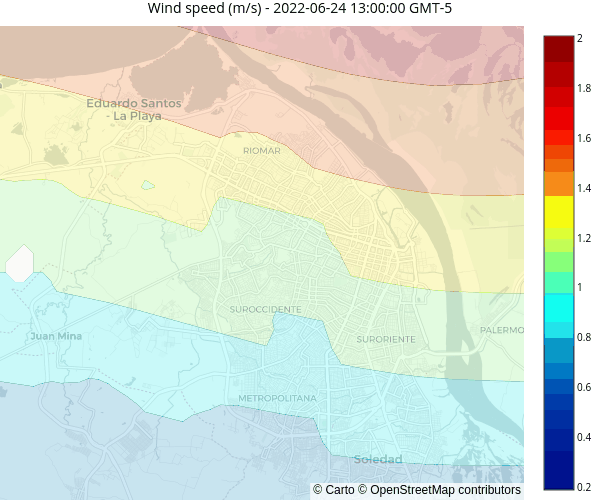 Wind speed (m/s) - 2022-06-24 13:00:00 GMT-5
2
1.8
1.6
1.4
1.2
1
0.8
0.6
0.4
0.2
Eduardo Santos
- La Playa
RIOMAR
SUROCCIDENTE
Juan Mina
SURORIENTE
PALERMO
METROPOLITANA
Soledad
© Carto © OpenStreetMap contributors